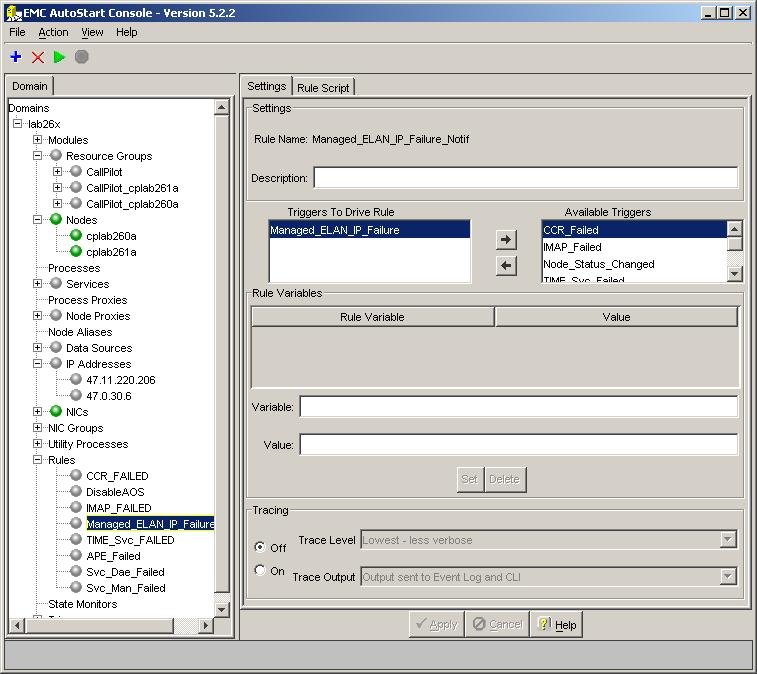 EMC AutoStart Console - Version 5.2.2
File Action View Help
Domain
Domains
lab26x
Modules
Resource Groups
CallPilot
CallPilot_cplab261a
CallPilot_cplab260a
Nodes
cplab260a
cplab261a
Processes
Services
Process Proxies
Node Proxies
Node Aliases
Data Sources
IP Addresses
47.11.220.206
47.0.30.6
NICs
NIC Groups
Utility Processes
Rules
CCR_FAILED
DisableAOS
IMAP_FAILED
Managed_ELAN_IP_Failure
TIME_Svc_FAILED
APE_Failed
Svc_Dae_Failed
Svc_Man_Failed
State Monitors
Settings Rule Script
Settings
Rule Name: Managed_ELAN_IP_Failure_Notif
Description:
Triggers To Drive Rule
Managed_ELAN_IP_Failure
Available Triggers
CCR_Failed
IMAP_Failed
Node_Status_Changed
TIME_Svc_Failed
Rule Variables
Rule Variable Value
Variable:
Value:
Set Delete
Tracing
Off
On
Trace Level Lowest - less verbose
Trace Output Output sent to Event Log and CLI
Apply Cancel Help